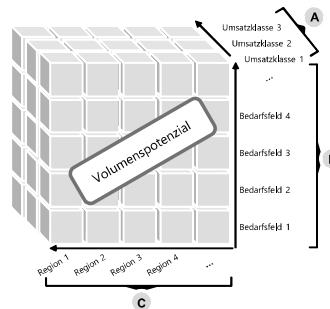 A
Umsatzklasse 3
Umsatzklasse 2
Umsatzklasse 1
...
Bedarfsfeld 4
Bedarfsfeld 3
Bedarfsfeld 2
Bedarfsfeld 1
Volumenspotenzial
Region 1
Region 2
Region 3
Region 4
...
C